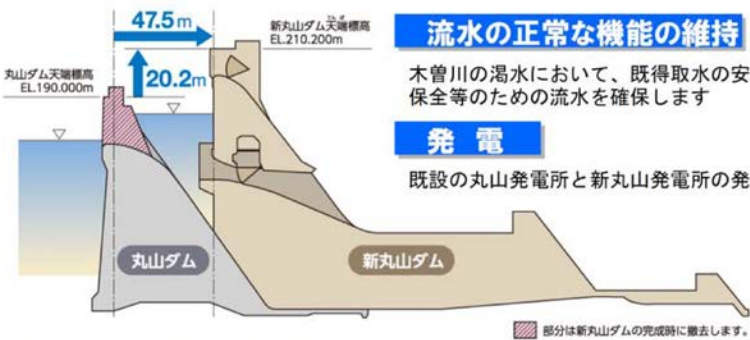 47.5m
新丸山ダム天端標高
てんば
EL.210.200m
20.2m
丸山ダム天端標高
EL.190.000m
流水の正常な機能の維持
木曽川の渇水において、既得取水の安
保全等のための流水を確保します
発電
既設の丸山発電所と新丸山発電所の発
丸山ダム
新丸山ダム
部分は新丸山ダムの完成時に撤去します。